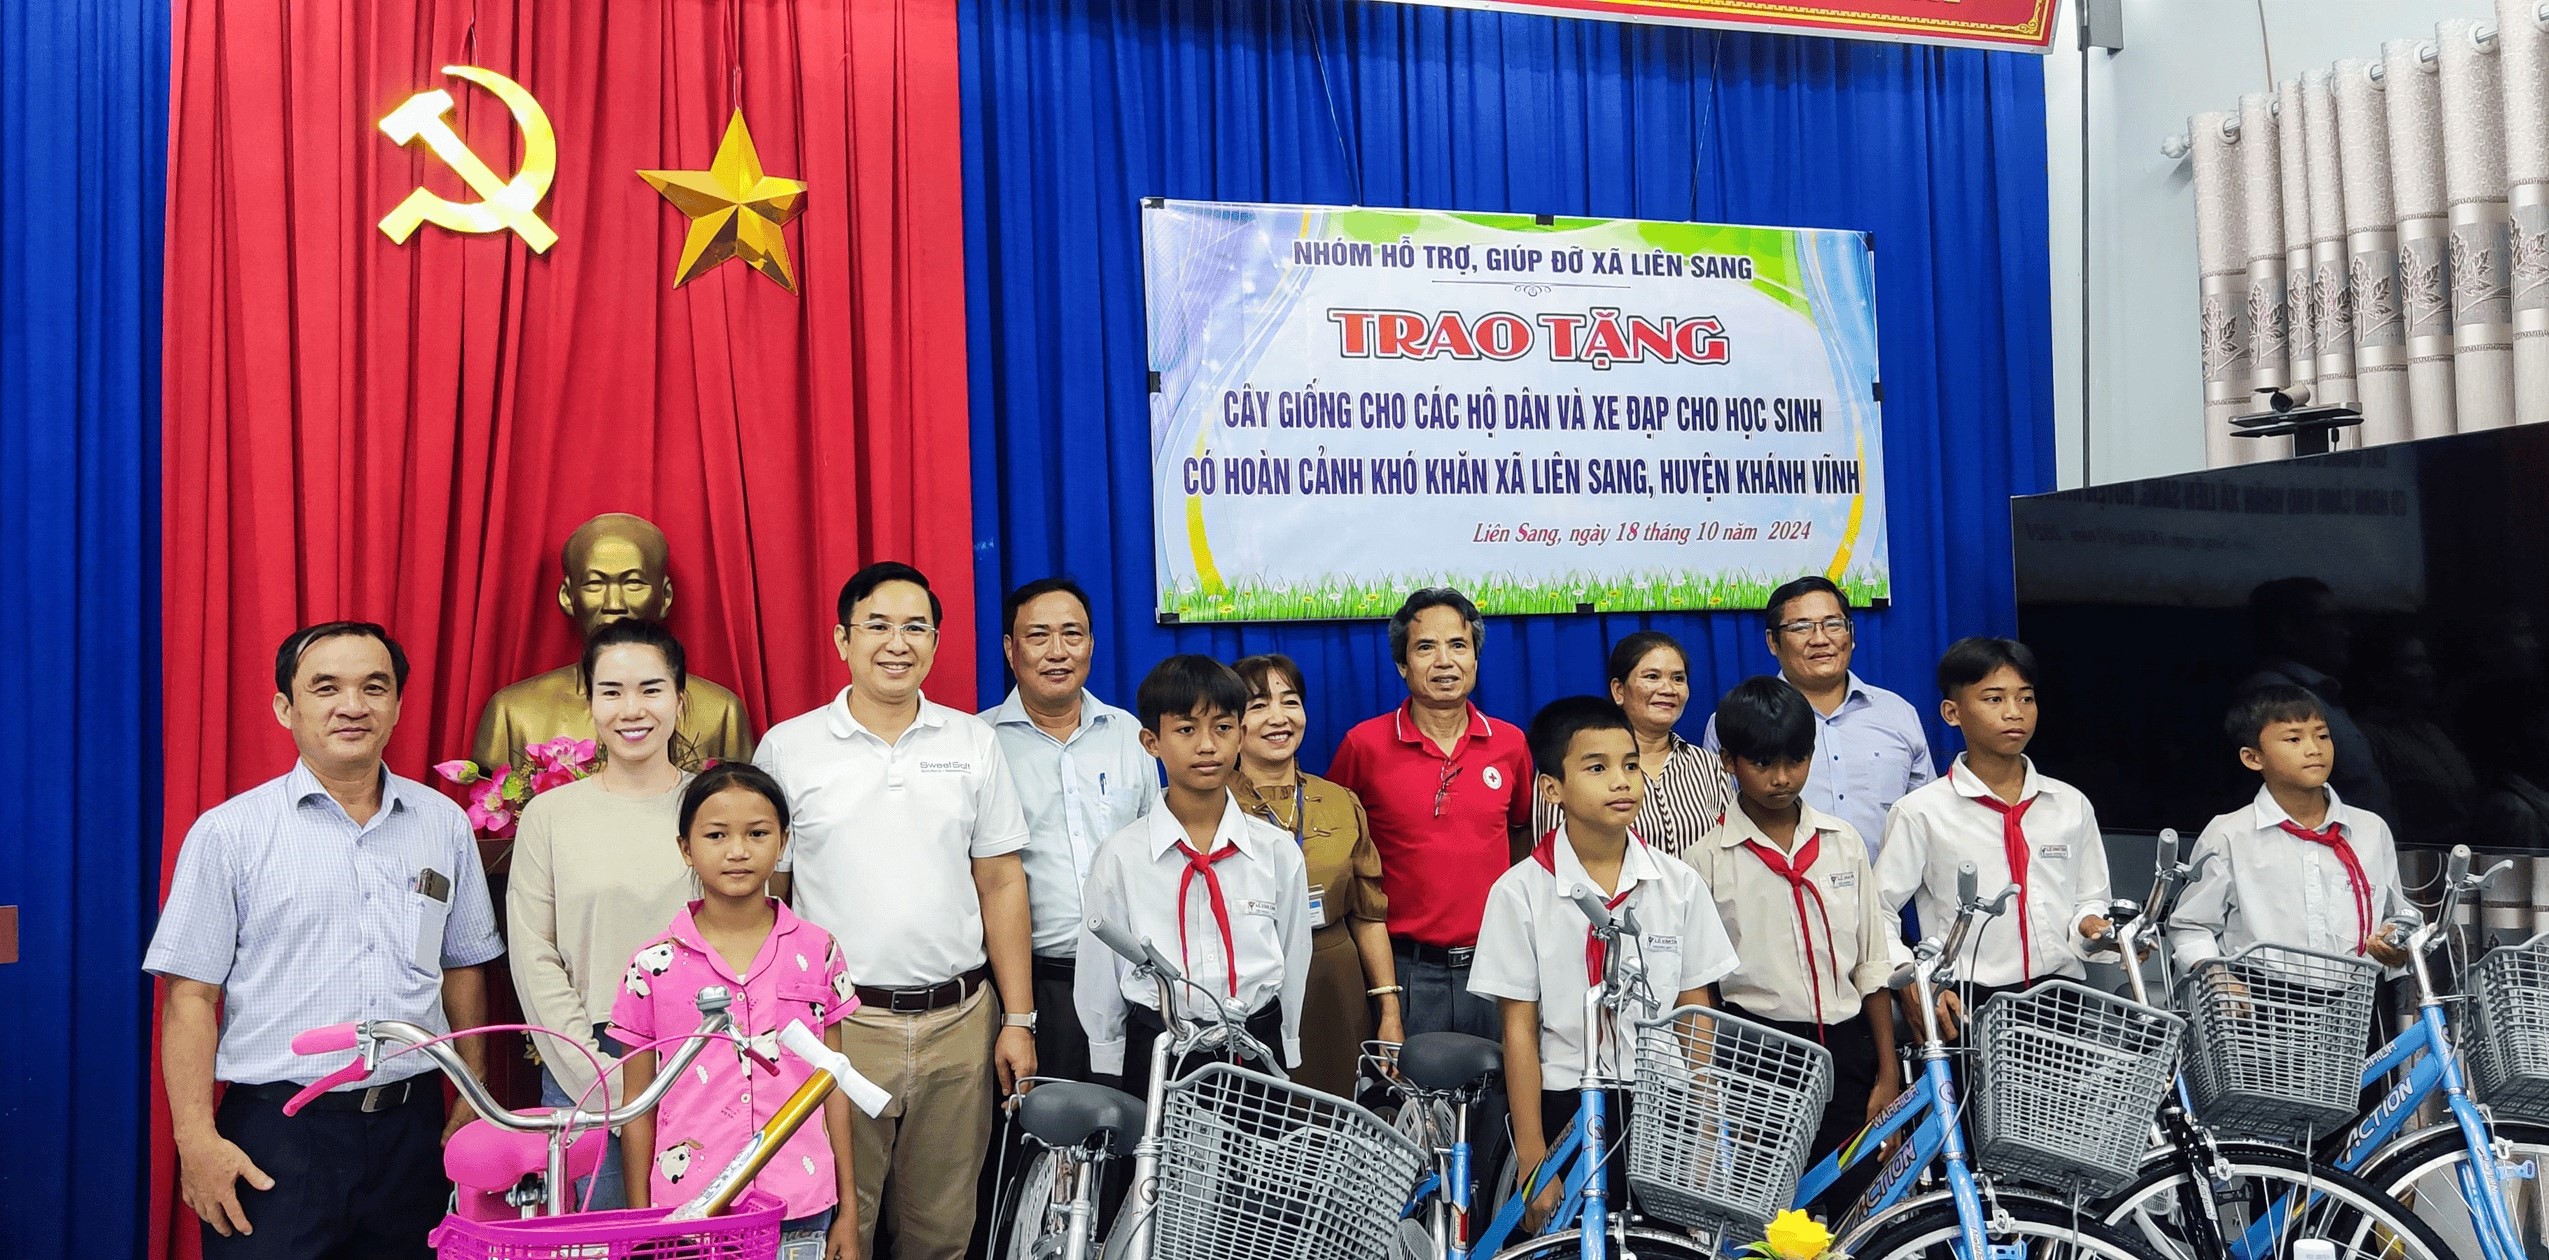 NHÓM HỖ TRỢ, GIÚP ĐỠ XÃ LIÊN SANG
TRAO TẶNG
CÂY GIỐNG CHO CÁC HỘ DÂN VÀ XE ĐẠP CHO HỌC SINH
CÓ HOÀN CẢNH KHÓ KHĂN XÃ LIÊN SANG, HUYỆN KHÁNH VĨNH
Liên Sang, ngày 18 tháng 10 năm 2024
SweetSoft
WARRIOR
ACTION
WARRIOR
ACTION